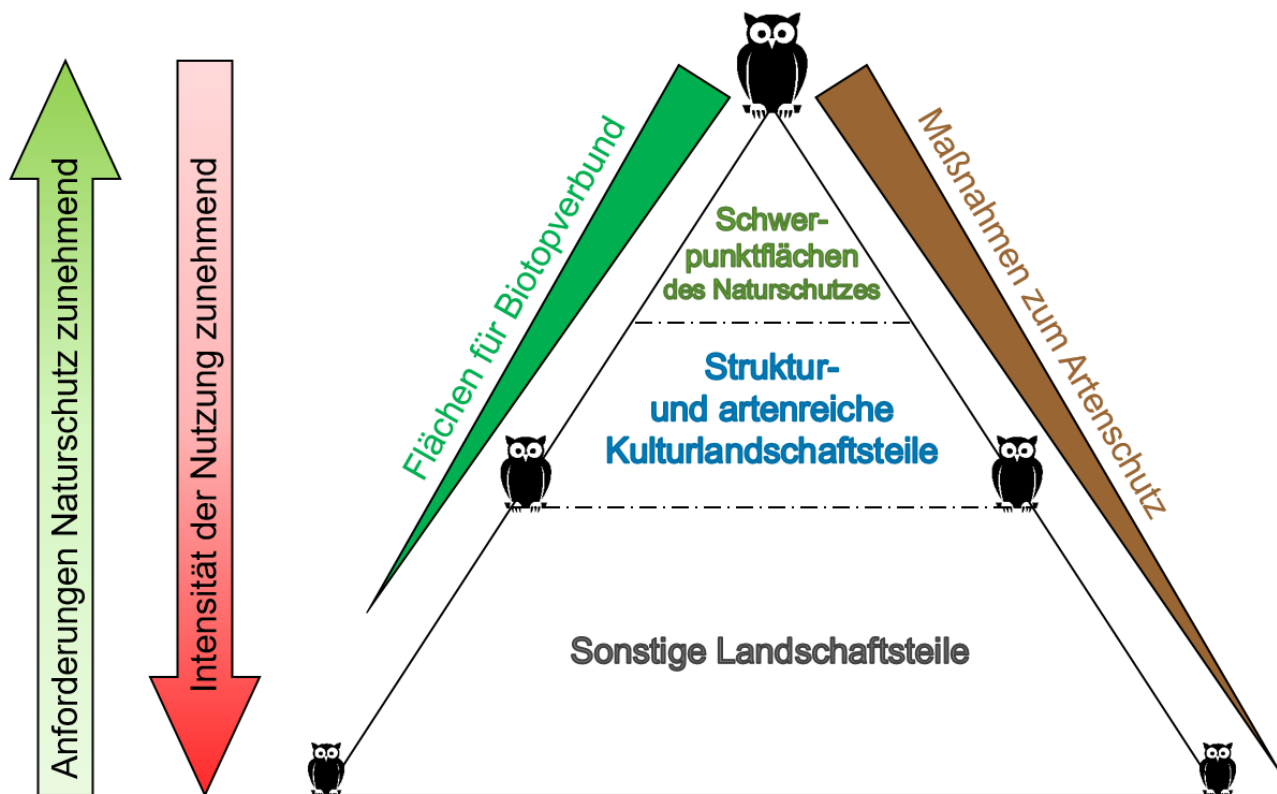 Anforderungen Naturschutz zunehmend
Intensität der Nutzung zunehmend
Flächen für Biotopverbund
Schwer-
punktflächen
des Naturschutzes
Struktur-
und artenreiche
Kulturlandschaftsteile
Sonstige Landschaftsteile
Maßnahmen zum Artenschutz